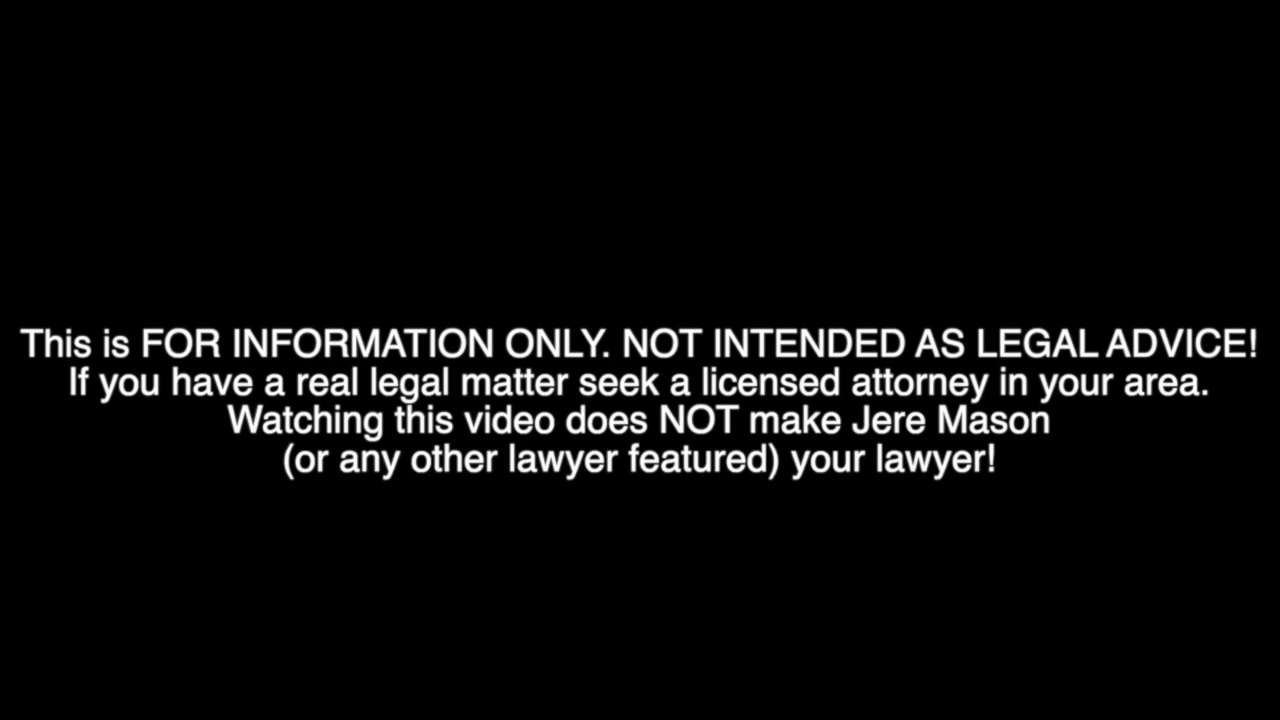 This is FOR INFORMATION ONLY. NOT INTENDED AS LEGAL ADVICE!
If you have a real legal matter seek a licensed attorney in your area.
Watching this video does NOT make Jere Mason
(or any other lawyer featured) your lawyer!